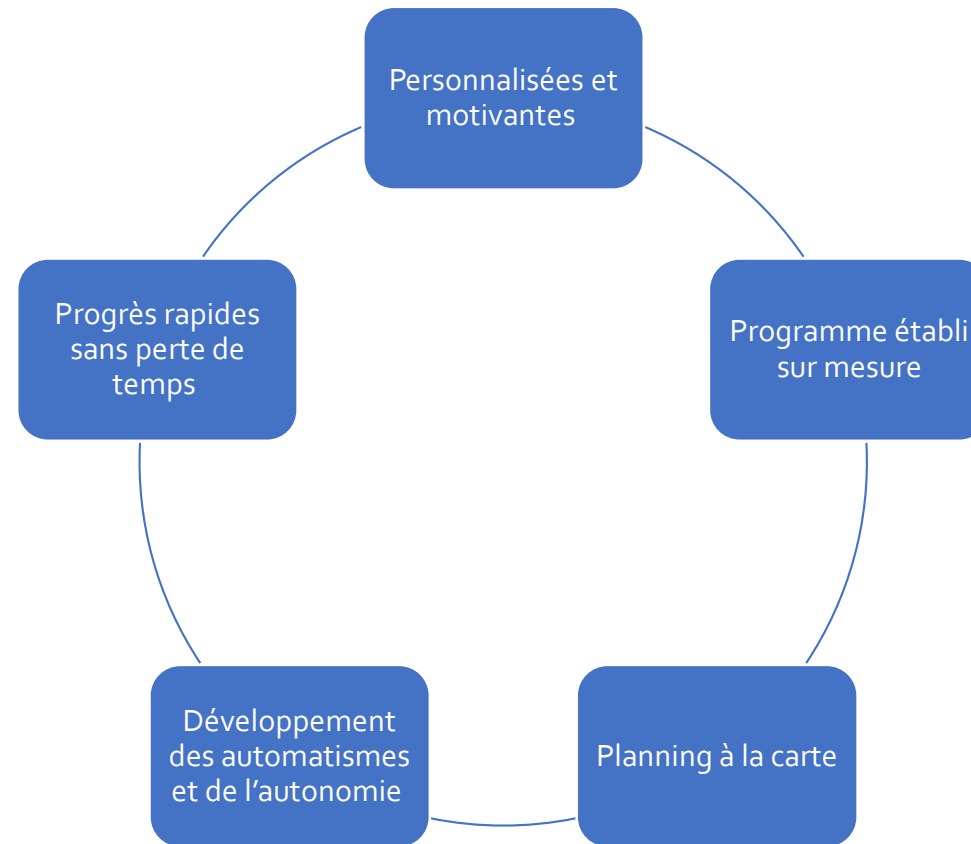 Personnalisées et
motivantes
Programme établi
sur mesure
Planning à la carte
Développement
des automatismes
et de l'autonomie
Progrès rapides
sans perte de
temps